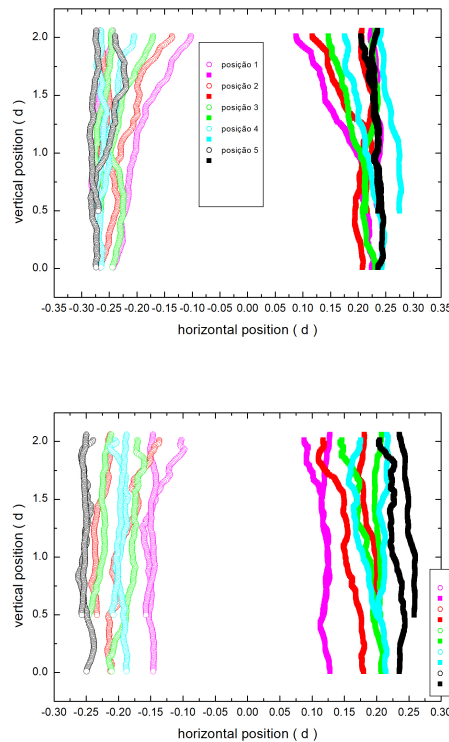 vertical position ( d )
2.0
1.5
1.0
0.5
0.0
posição 1
posição 2
posição 3
posição 4
posição 5
-0.35 -0.30 -0.25 -0.20 -0.15 -0.10 -0.05 0.00 0.05 0.10 0.15 0.20 0.25 0.30 0.35
horizontal position ( d )
vertical position ( d )
2.0
1.5
1.0
0.5
0.0
-0.30 -0.25 -0.20 -0.15 -0.10 -0.05 0.00 0.05 0.10 0.15 0.20 0.25 0.30
horizontal position ( d )